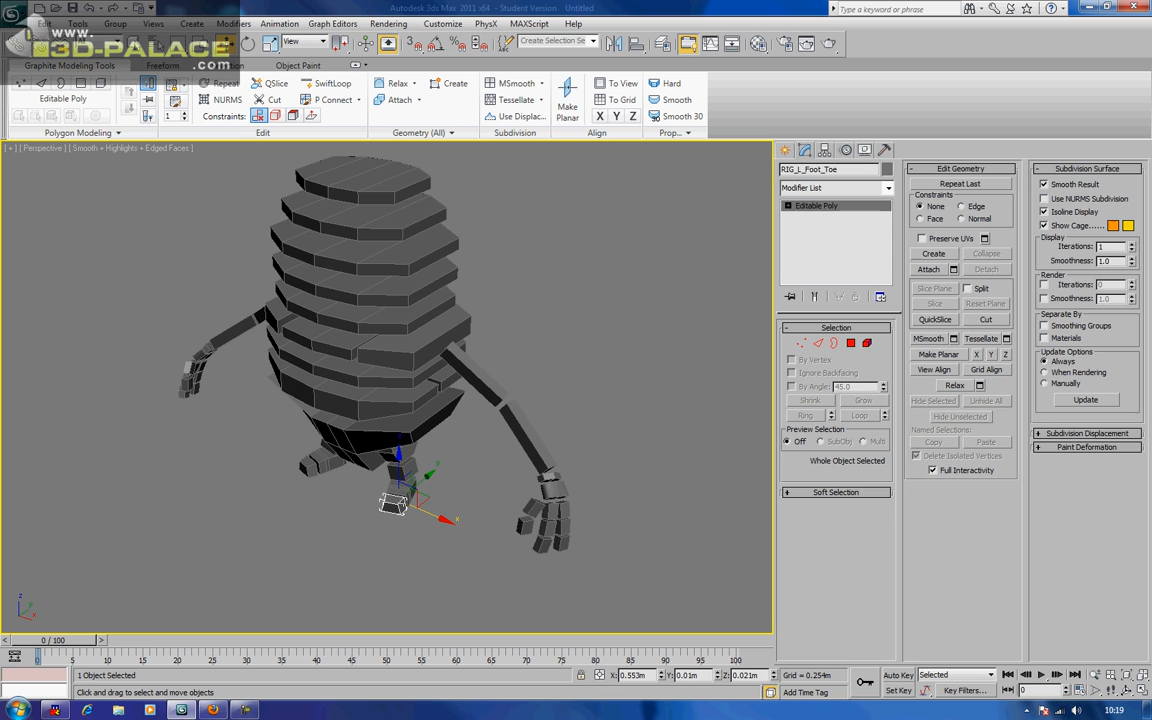 Autodesk 3ds Max 2011 x64 - Student Version Untitled
Type a keyword or phrase
Edit Tools Group Views Create Modifiers Animation Graph Editors Rendering Customize PhysX MAXScript Help
www.
3D-PALACE
.com
View
Create Selection Se
Graphite Modeling Tools Freeform Object Paint
Repeat QSlice SwiftLoop
Relax Create
MSmooth
To View
Hard
Editable Poly
NURMS Cut P Connect
Attach
Tessellate
Make
Planar
To Grid
Smooth
1
Constraints:
Use Displac...
X Y Z
Smooth 30
Polygon Modeling
Edit
Geometry (All)
Subdivision
Align
Prop...
[ + ] [ Perspective ] [ Smooth + Highlights + Edged Faces ]
RIG_L_Foot_Toe
Modifier List
Editable Poly
Selection
By Vertex
Ignore Backfacing
By Angle: 45.0
Shrink Grow
Ring Loop
Preview Selection
Off SubObj Multi
Whole Object Selected
Soft Selection
Edit Geometry
Repeat Last
Constraints
None Edge
Face Normal
Preserve UVs
Create Collapse
Attach Detach
Slice Plane Split
Slice Reset Plane
QuickSlice Cut
MSmooth Tessellate
Make Planar X Y Z
View Align Grid Align
Relax
Hide Selected Unhide All
Hide Unselected
Named Selections:
Copy Paste
Delete Isolated Vertices
Full Interactivity
Subdivision Surface
Smooth Result
Use NURMS Subdivision
Isoline Display
Show Cage......
Display
Iterations: 1
Smoothness: 1.0
Render
Iterations: 0
Smoothness: 1.0
Separate By
Smoothing Groups
Materials
Update Options
Always
When Rendering
Manually
Update
Subdivision Displacement
Paint Deformation
z
y
x
x
y
z
0 / 100
0 5 10 15 20 25 30 35 40 45 50 55 60 65 70 75 80 85 90 95 100
1 Object Selected
X: 0.553m Y: 0.01m Z: 0.021m Grid = 0.254m
Auto Key Selected
Click and drag to select and move objects
Add Time Tag
Set Key Key Filters... 0
10:19